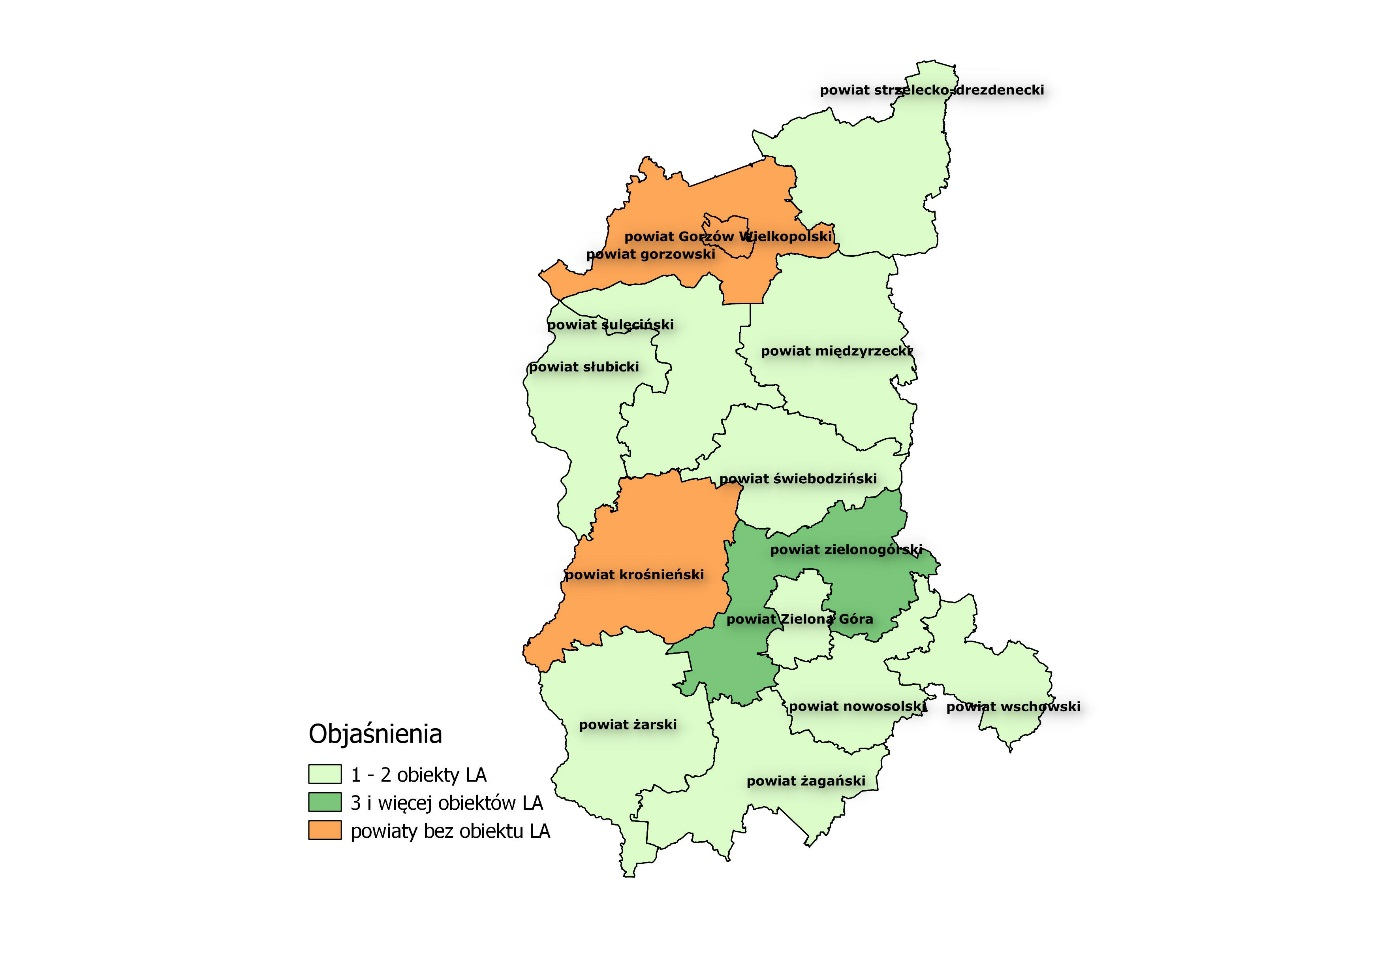 powiat strzelecko-drezdenecki
powiat Gorzów Wielkopolski
powiat gorzowski
powiat sulęciński
powiat międzyrzecki
powiat słubicki
powiat świebodziński
powiat zielonogórski
powiat krośnieński
powiat Zielona Góra
powiat nowosolski
powiat wschowski
powiat żarski
powiat żagański
Objaśnienia
1 - 2 obiekty LA
3 i więcej obiektów LA
powiaty bez obiektu LA